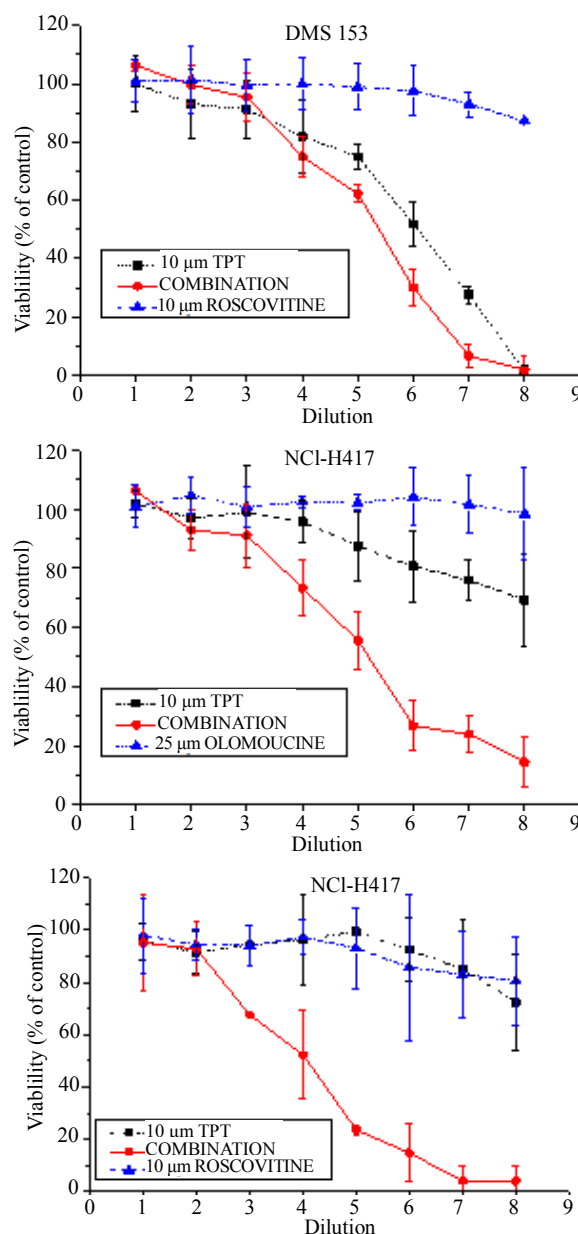 DMS 153
120
100
80
60
40
20
0
Viablility (% of control)
10 μm TPT
COMBINATION
10 μm ROSCOVITINE
0 1 2 3 4 5 6 7 8 9
Dilution
NCl-H417
120
100
80
60
40
20
0
Viablility (% of control)
10 μm TPT
COMBINATION
25 μm OLOMOUCINE
0 1 2 3 4 5 6 7 8 9
Dilution
NCl-H417
120
100
80
60
40
20
0
Viablility (% of control)
10 μm TPT
COMBINATION
10 μm ROSCOVITINE
0 1 2 3 4 5 6 7 8 9
Dilution